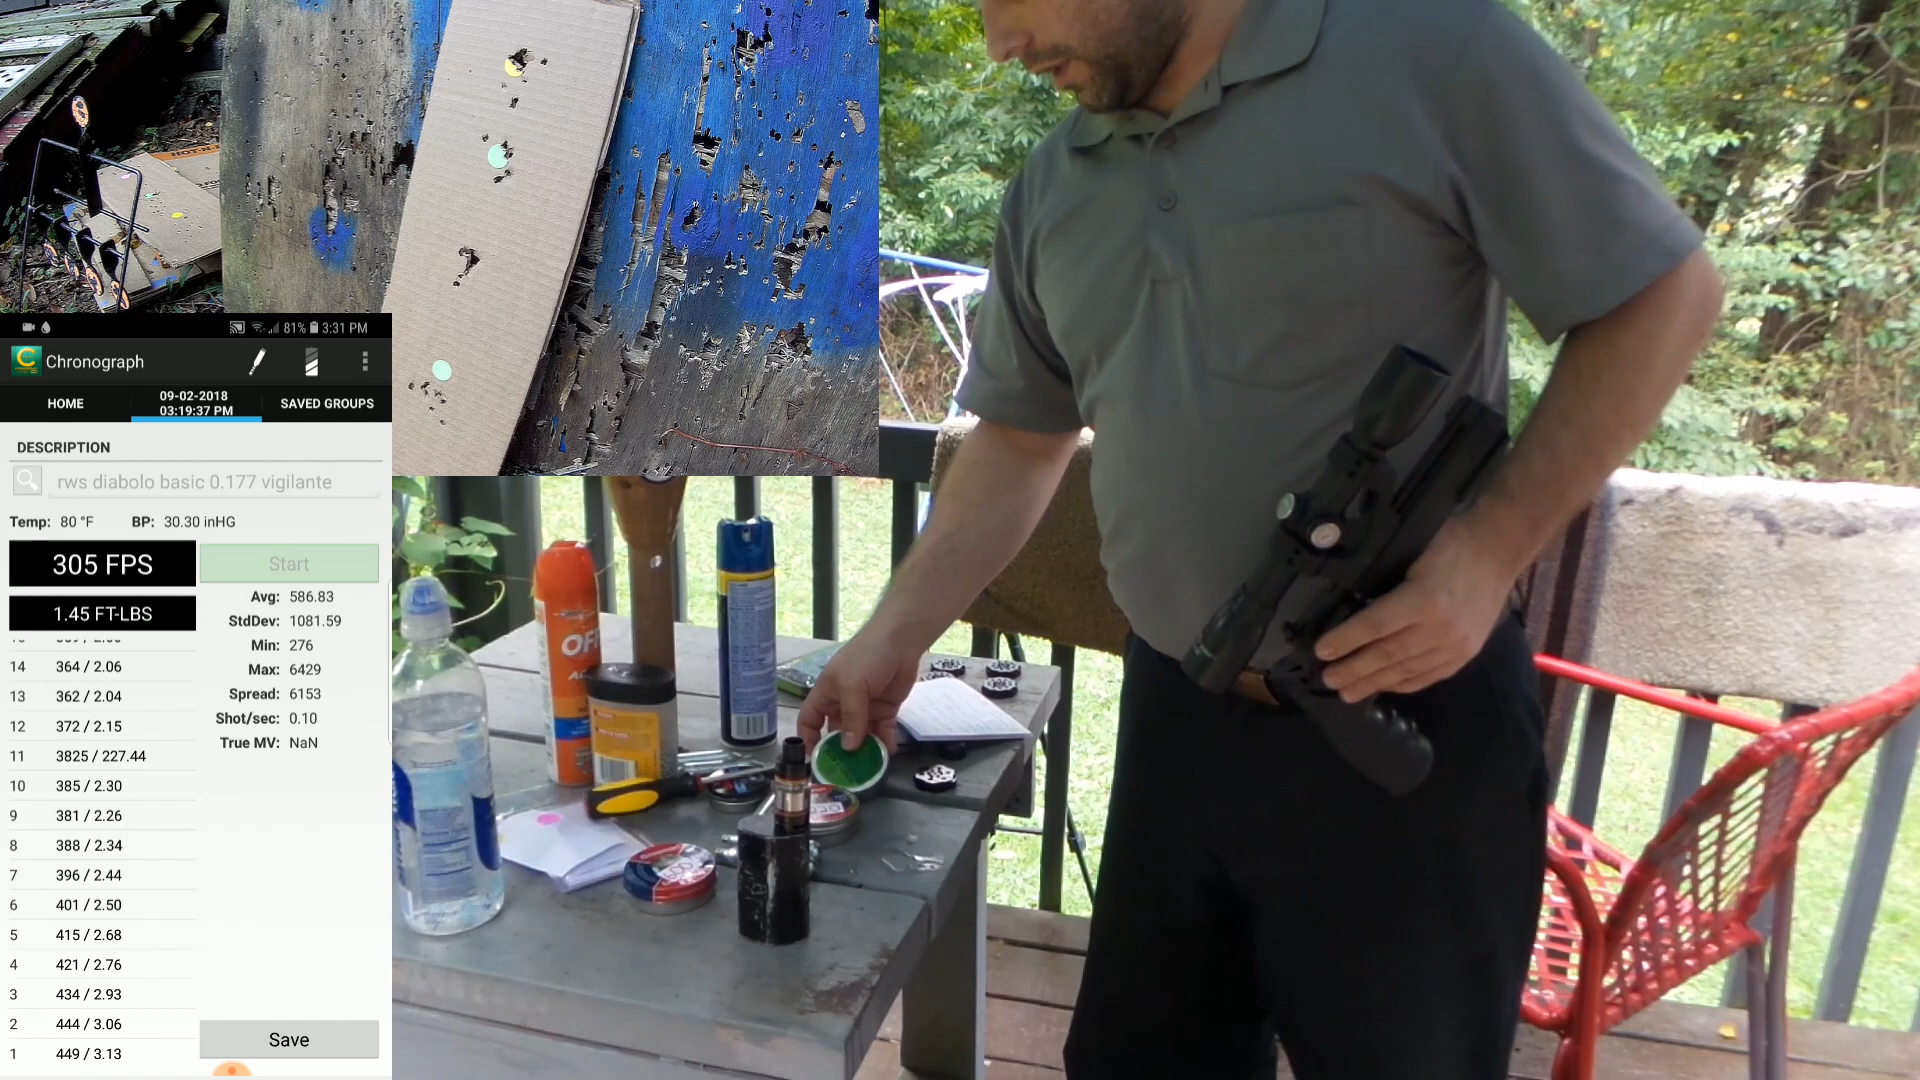 81% 3:31 PM
Chronograph
HOME
09-02-2018
03:19:37 PM
SAVED GROUPS
DESCRIPTION
rws diabolo basic 0.177 vigilante
Temp: 80 °F BP: 30.30 inHG
305 FPS
Start
1.45 FT-LBS
Avg: 586.83
StdDev: 1081.59
Min: 276
Max: 6429
Spread: 6153
Shot/sec: 0.10
True MV: NaN
14 364 / 2.06
13 362 / 2.04
12 372 / 2.15
11 3825 / 227.44
10 385 / 2.30
9 381 / 2.26
8 388 / 2.34
7 396 / 2.44
6 401 / 2.50
5 415 / 2.68
4 421 / 2.76
3 434 / 2.93
2 444 / 3.06
1 449 / 3.13
Save
OFF